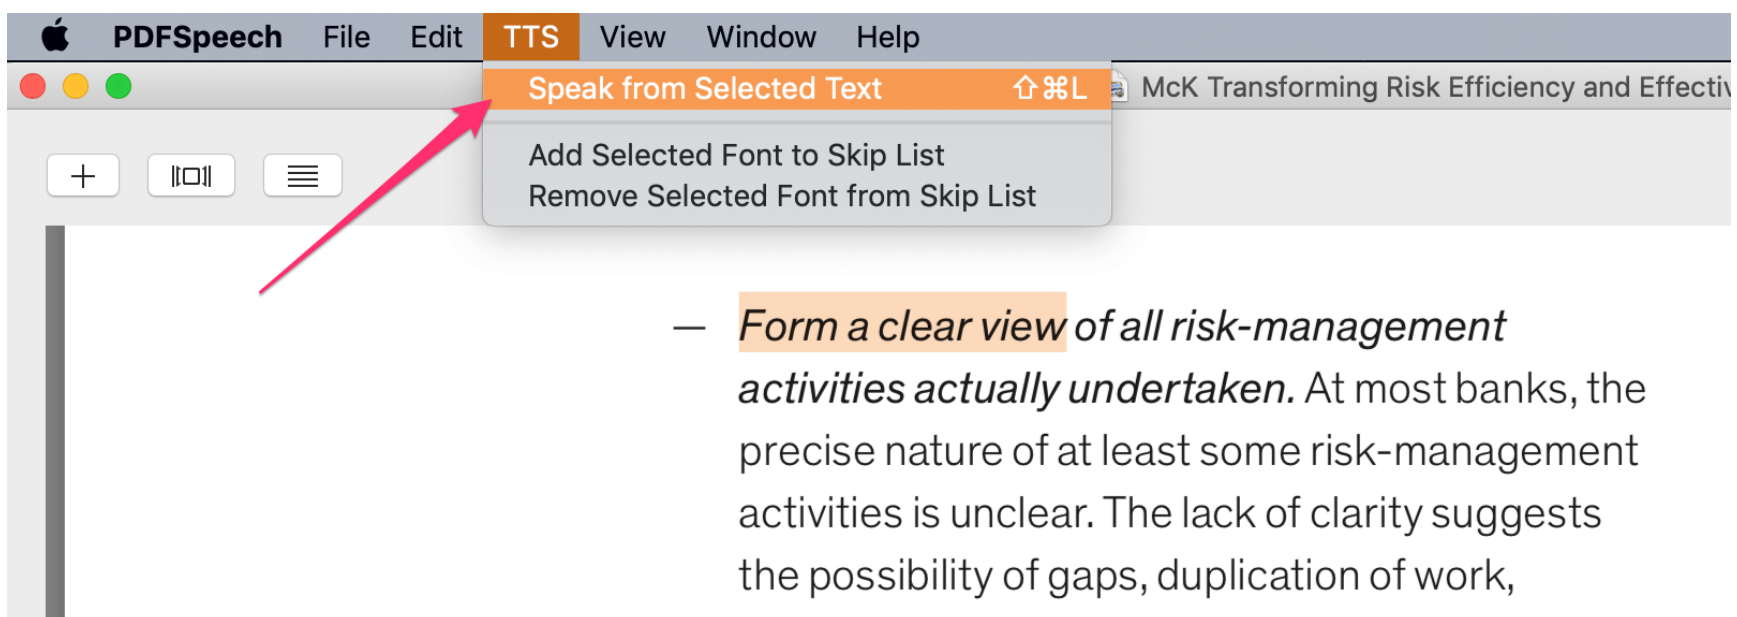 PDFSpeech File Edit TTS View Window Help
Speak from Selected Text ⇧⌘L
McK Transforming Risk Efficiency and Effectiv
Add Selected Font to Skip List
Remove Selected Font from Skip List
— Form a clear view of all risk-management
activities actually undertaken. At most banks, the
precise nature of at least some risk-management
activities is unclear. The lack of clarity suggests
the possibility of gaps, duplication of work,